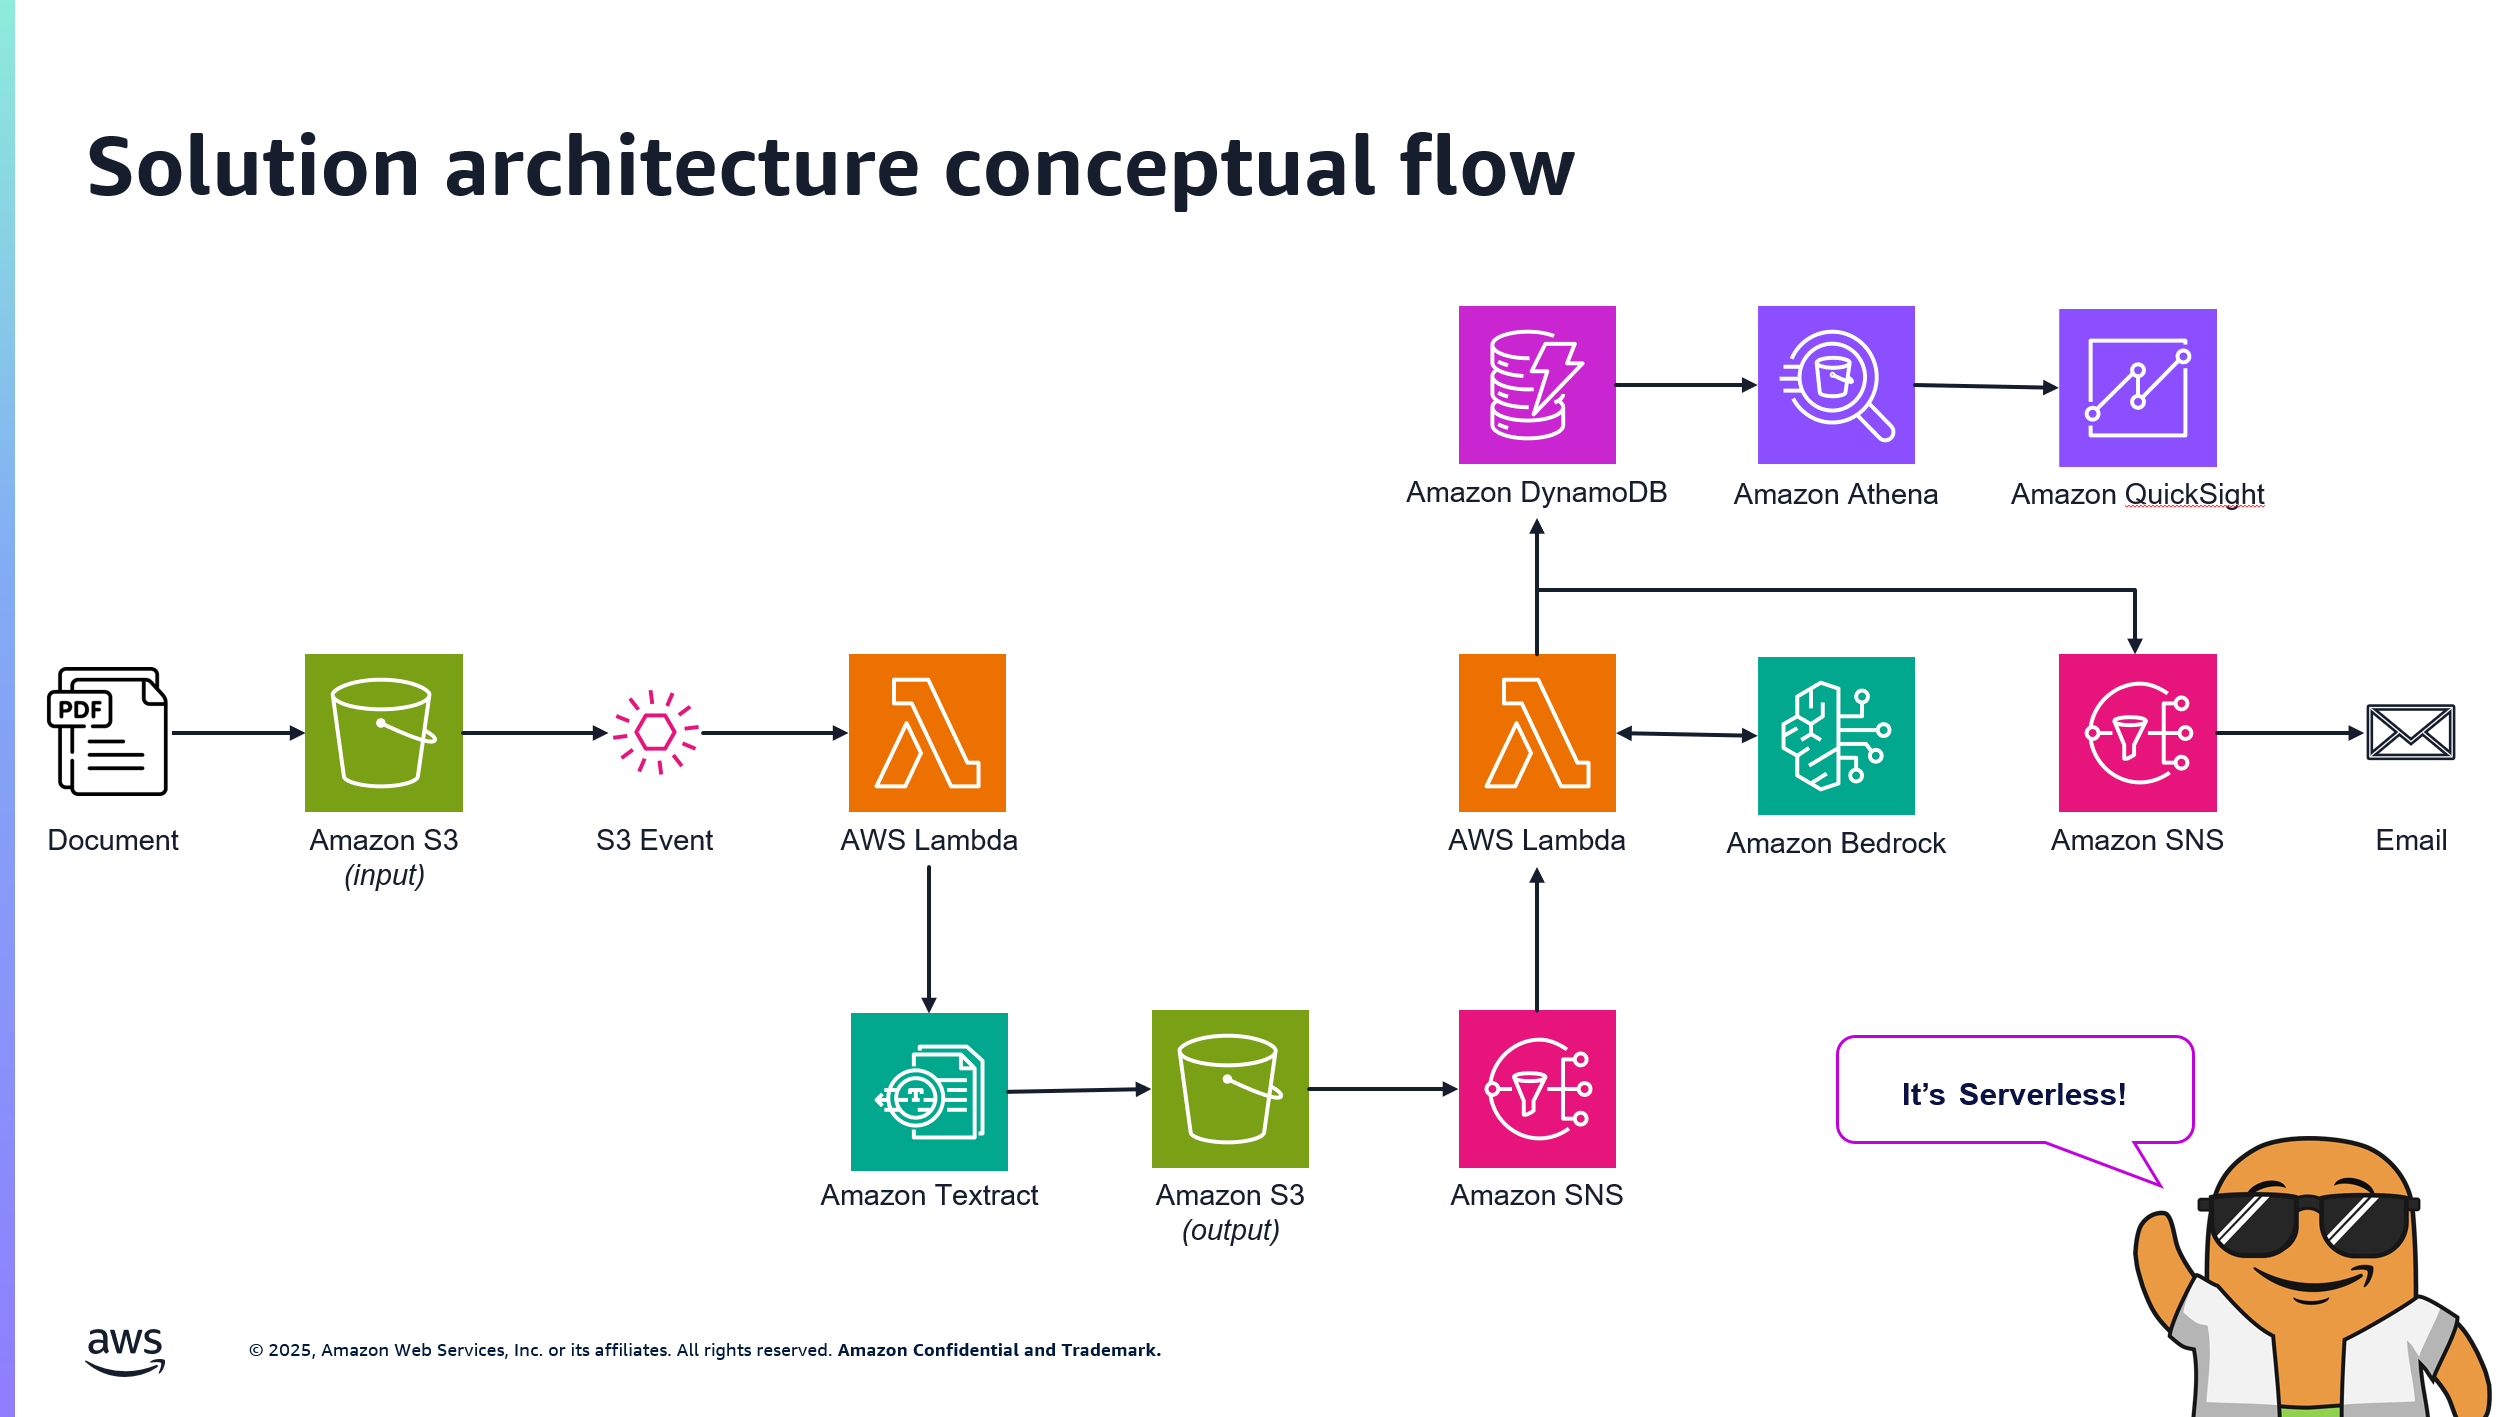 Solution architecture conceptual flow
Amazon DynamoDB
Amazon Athena
Amazon QuickSight
PDF
Document
Amazon S3
(input)
S3 Event
AWS Lambda
AWS Lambda
Amazon Bedrock
Amazon SNS
Email
Amazon Textract
Amazon S3
(output)
Amazon SNS
It’s Serverless!
aws
© 2025, Amazon Web Services, Inc. or its affiliates. All rights reserved. Amazon Confidential and Trademark.